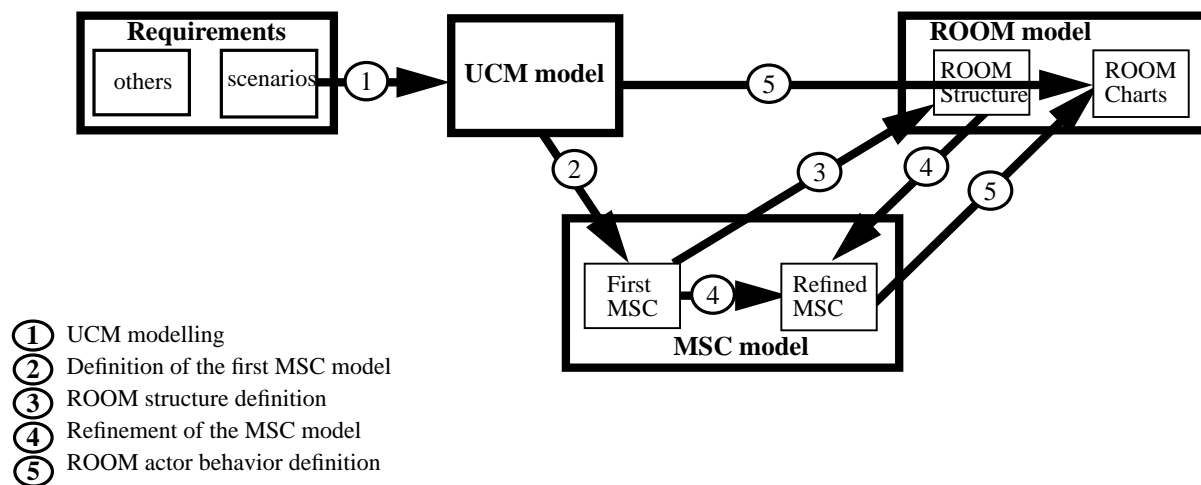 Requirements
others
scenarios
1
UCM model
5
ROOM model
ROOM
Structure
ROOM
Charts
2
3
4
5
First
MSC
4
Refined
MSC
MSC model
1 UCM modelling
2 Definition of the first MSC model
3 ROOM structure definition
4 Refinement of the MSC model
5 ROOM actor behavior definition